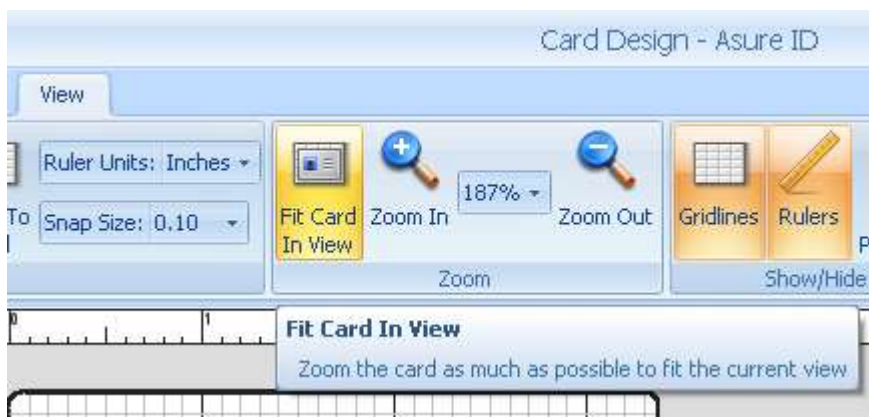 Card Design - Asure ID
View
Ruler Units: Inches
To Snap Size: 0.10
Fit Card
In View
Zoom In
187%
Zoom Out
Gridlines
Rulers
P
Zoom
Show/Hide
0 1
Fit Card In View
Zoom the card as much as possible to fit the current view